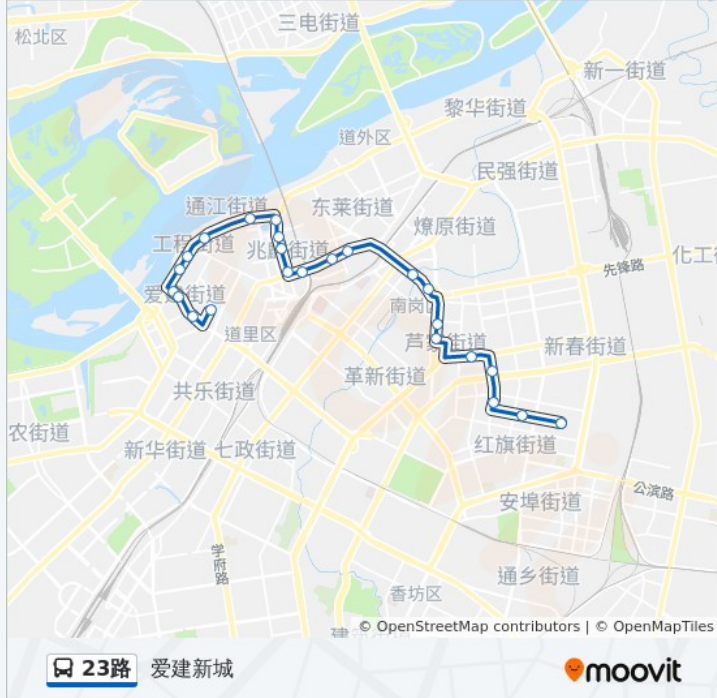 三电街道
松北区
新一街道
黎华街道
道外区
民强街道
通江街道
东莱街道
燎原街道
工程街道
兆麟街道
化工
先锋路
爱建街道
南岗区
道里区
芦家街道
新春街道
革新街道
共乐街道
农街道
红旗街道
新华街道
七政街道
公滨路
安埠街道
学府路
通乡街道
香坊区
© OpenStreetMap contributors | © OpenMapTiles
23路
爱建新城
moovit